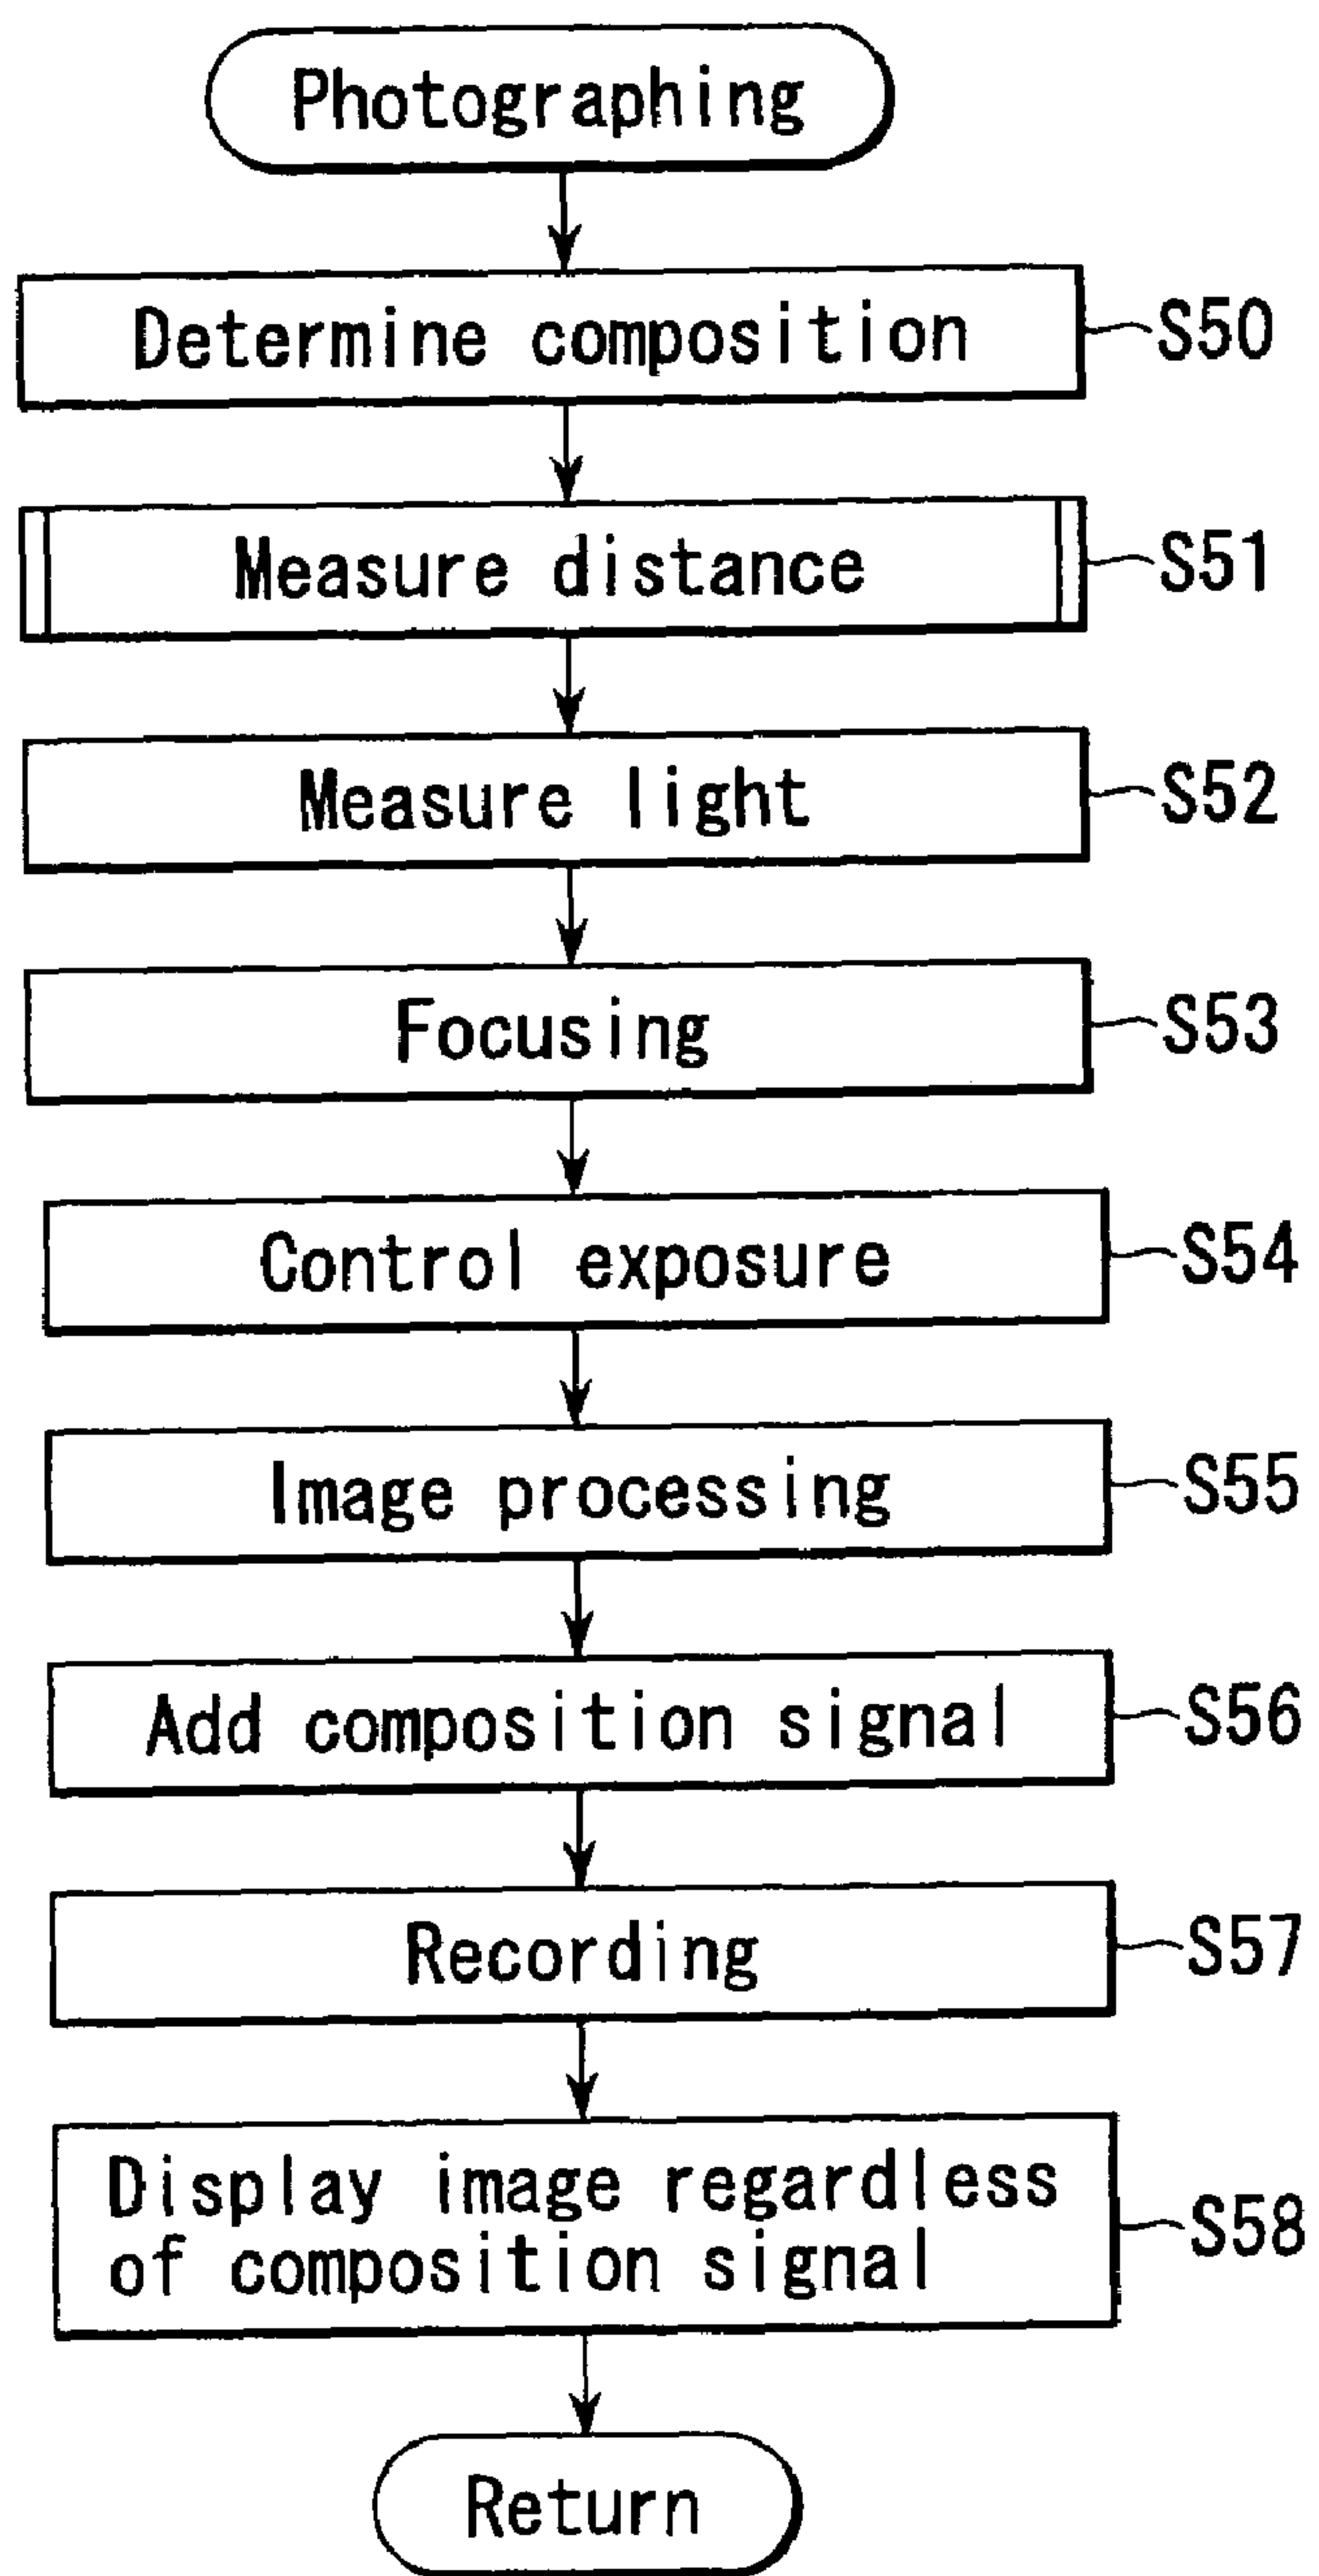 Photographing
Determine composition S50
Measure distance S51
Measure light S52
Focusing S53
Control exposure S54
Image processing S55
Add composition signal S56
Recording S57
Display image regardless
of composition signal S58
Return